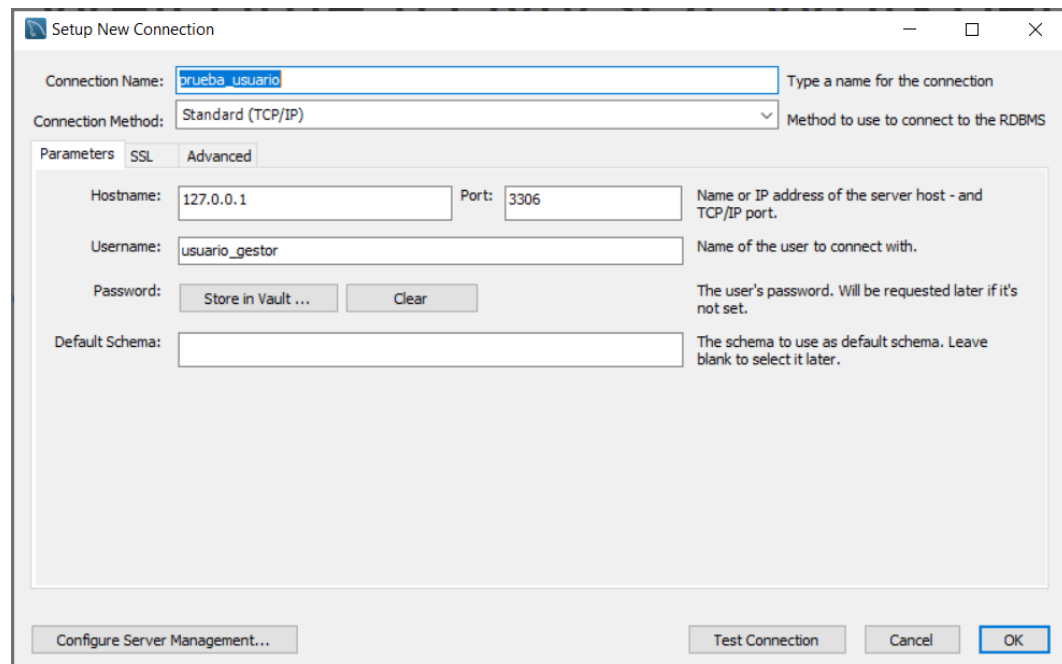 Setup New Connection
Connection Name: prueba_usuario Type a name for the connection
Connection Method: Standard (TCP/IP) Method to use to connect to the RDBMS
Parameters SSL Advanced
Hostname: 127.0.0.1 Port: 3306 Name or IP address of the server host - and
TCP/IP port.
Username: usuario_gestor Name of the user to connect with.
Password: Store in Vault ... Clear The user's password. Will be requested later if it's
not set.
Default Schema: The schema to use as default schema. Leave
blank to select it later.
Configure Server Management... Test Connection Cancel OK